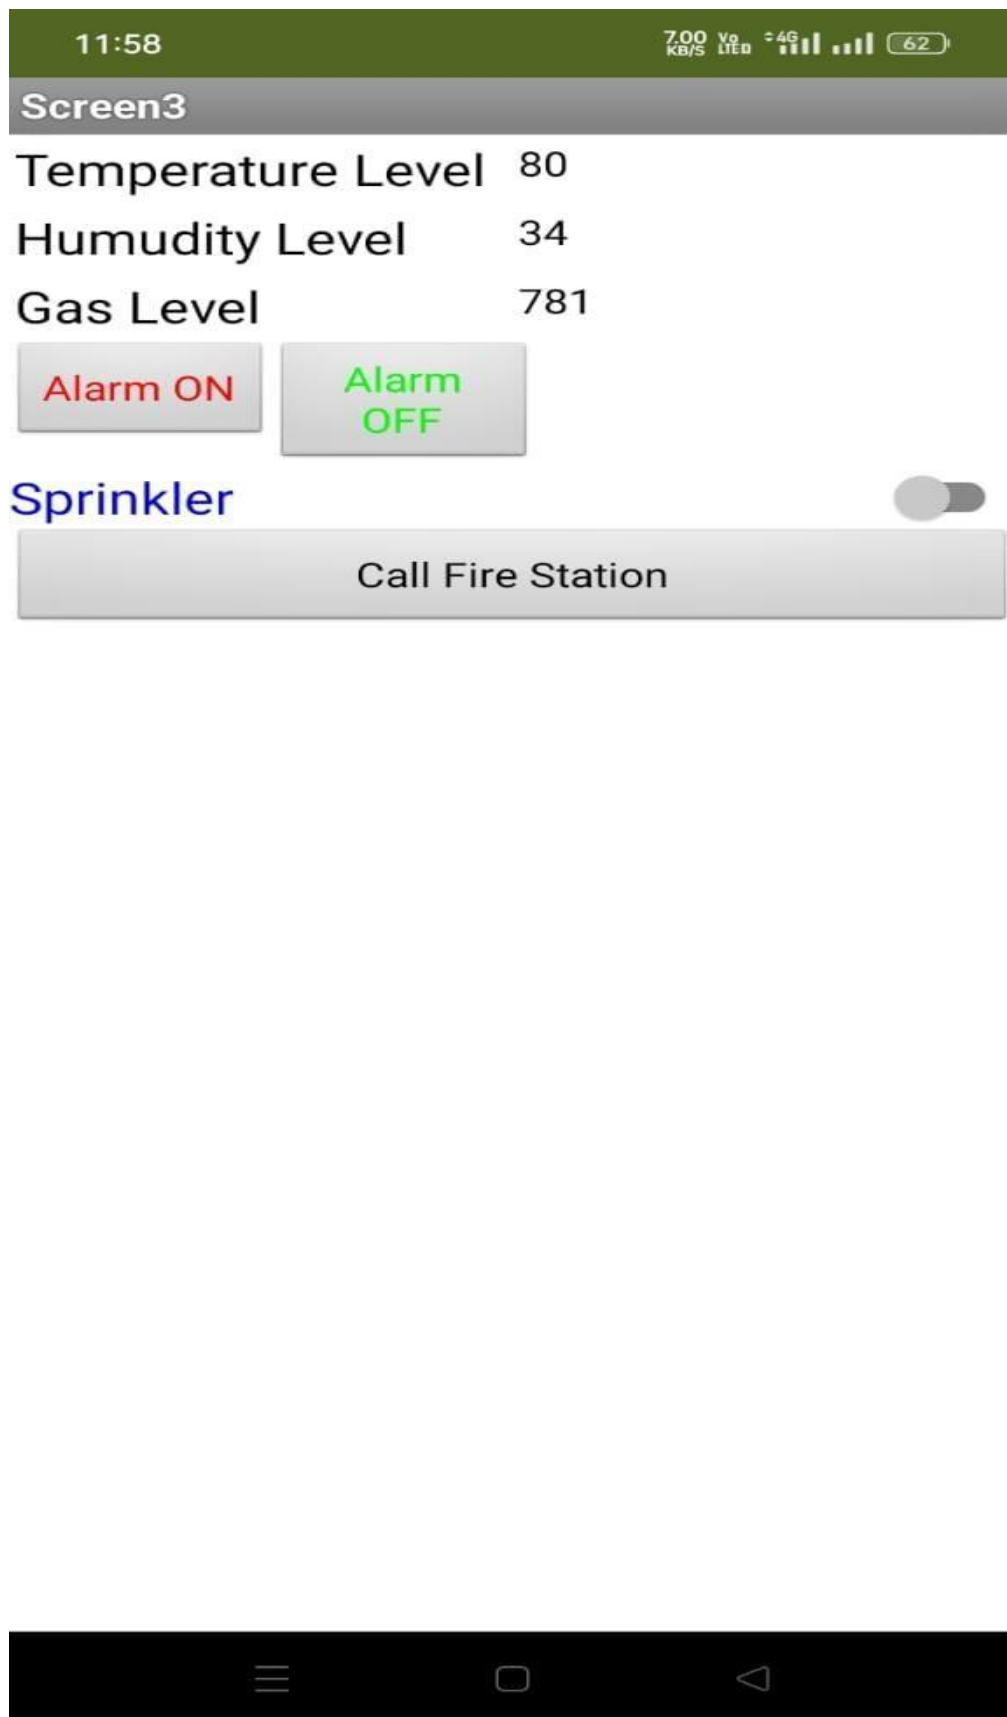 11:58 7.00 KB/S Vo LTE 4G 62
Screen3
Temperature Level 80
Humudity Level 34
Gas Level 781
Alarm ON
Alarm
OFF
Sprinkler
Call Fire Station